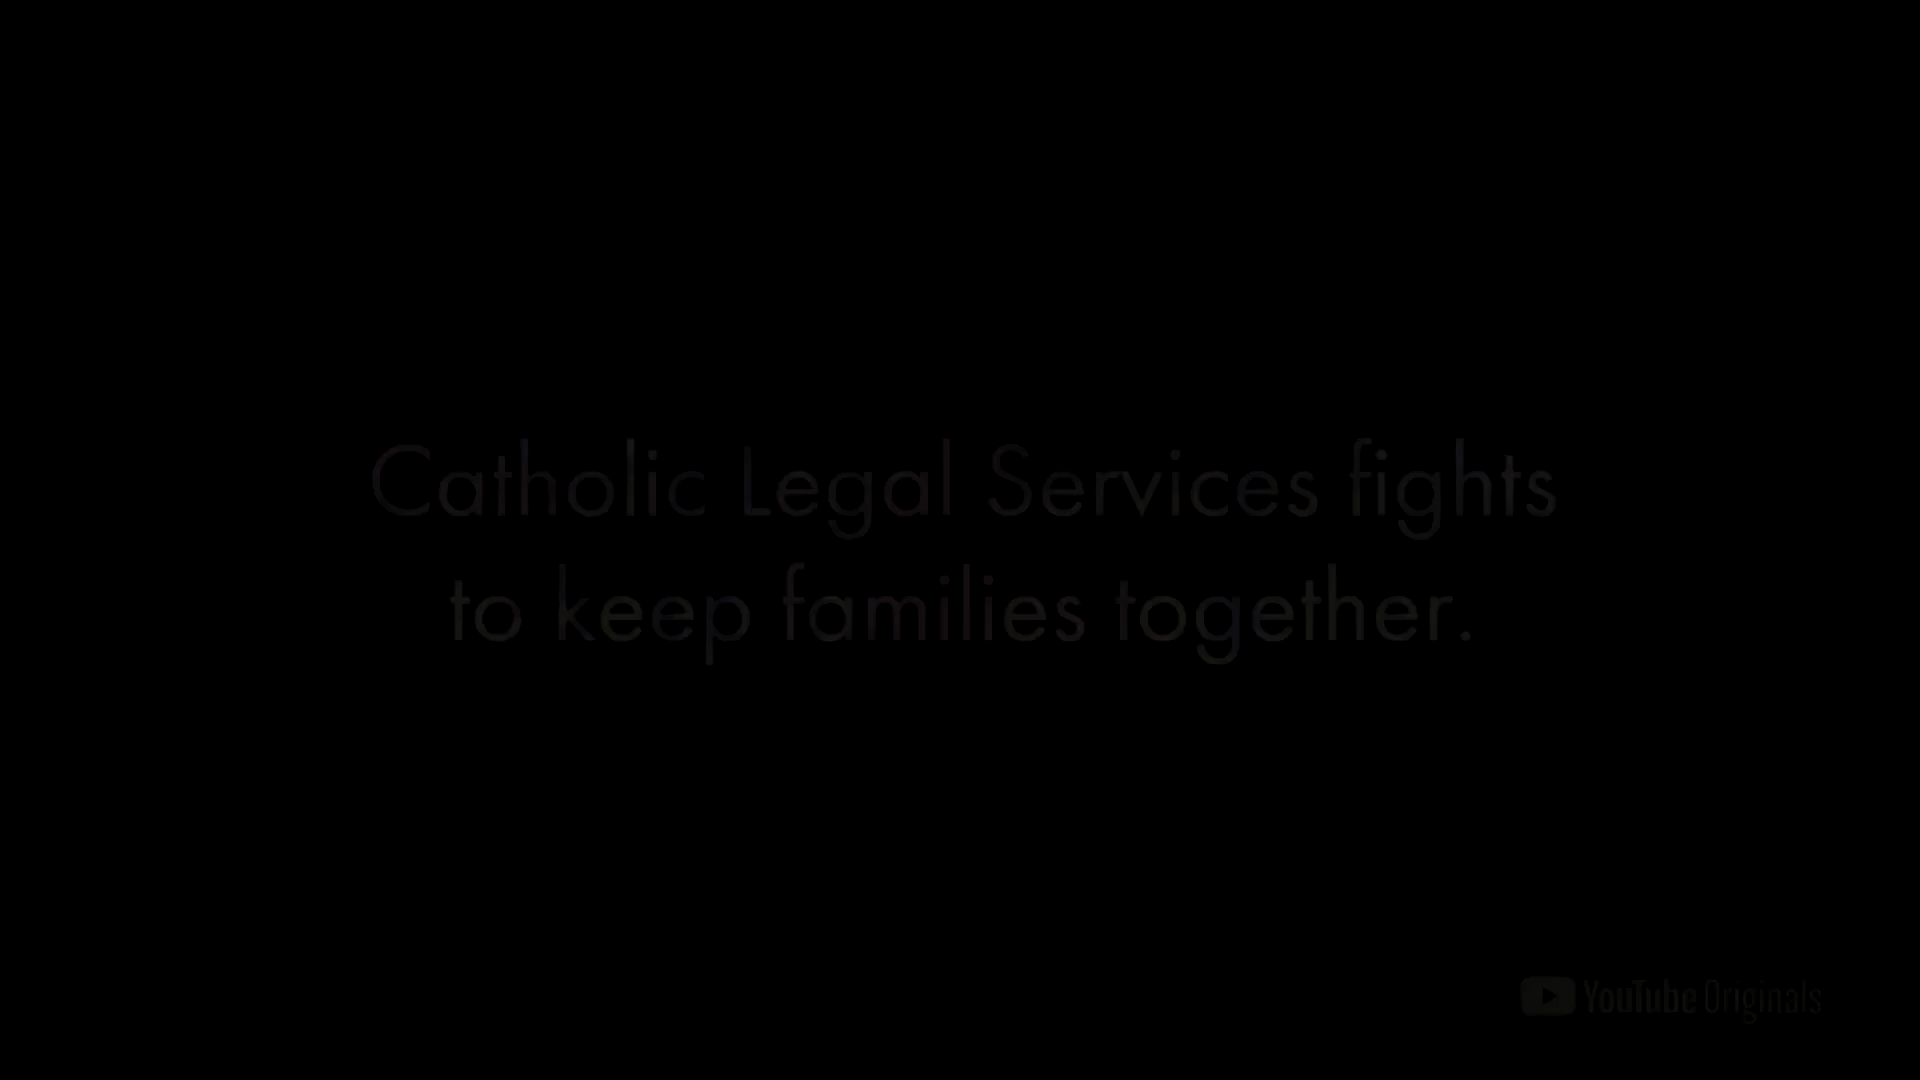 Catholic Legal Services fights
to keep families together.
YouTube Originals